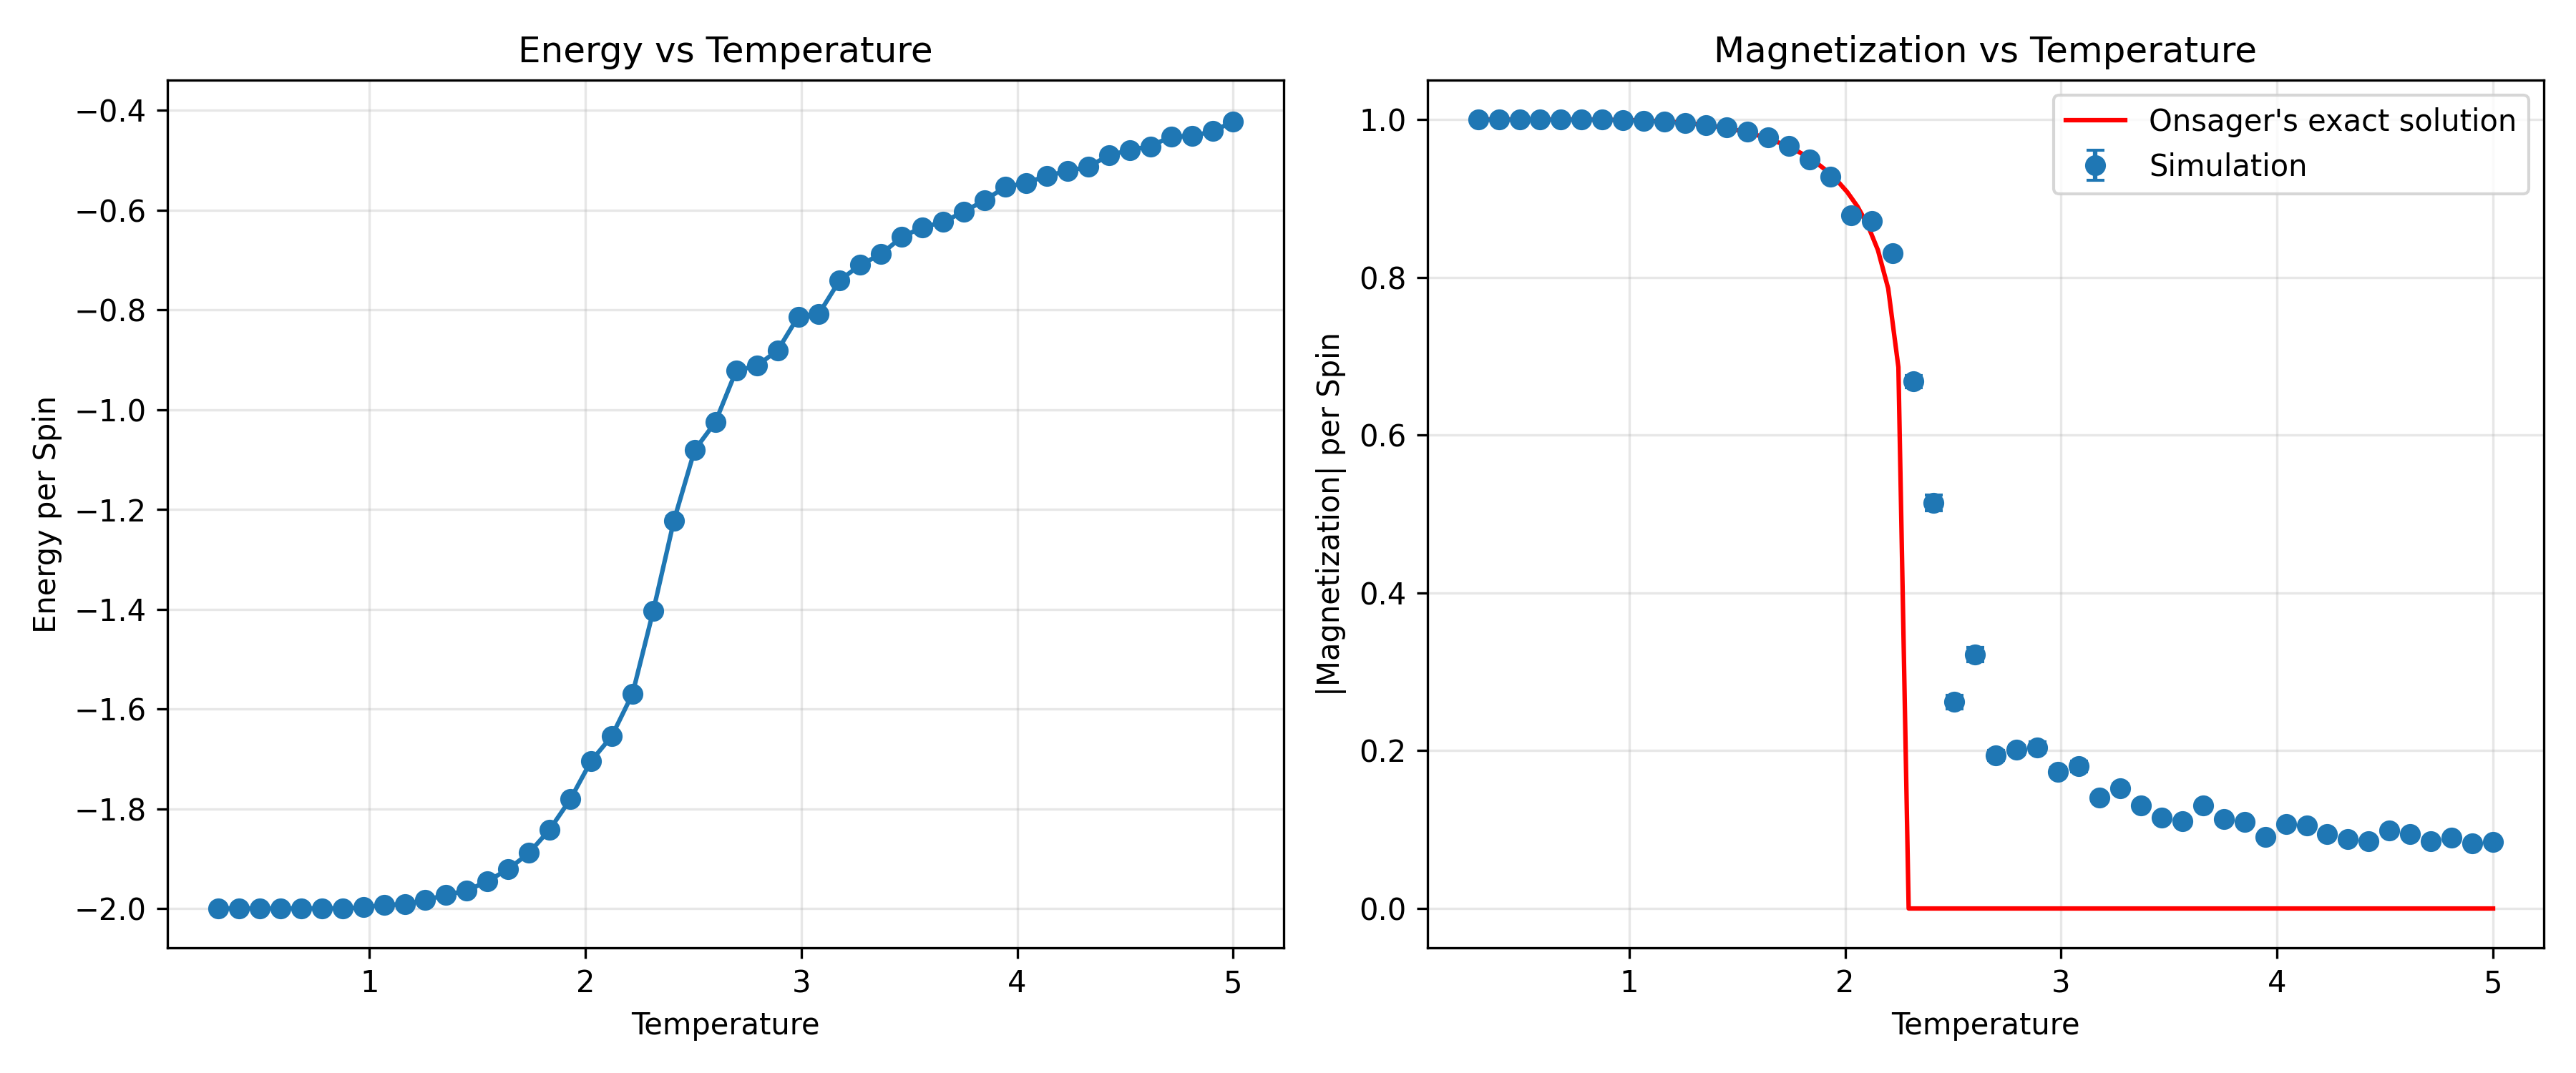 Energy vs Temperature
−0.4
−0.6
−0.8
−1.0
−1.2
−1.4
−1.6
−1.8
−2.0
Energy per Spin
1 2 3 4 5
Temperature
Magnetization vs Temperature
Onsager's exact solution
Simulation
1.0
0.8
0.6
0.4
0.2
0.0
|Magnetization| per Spin
1 2 3 4 5
Temperature